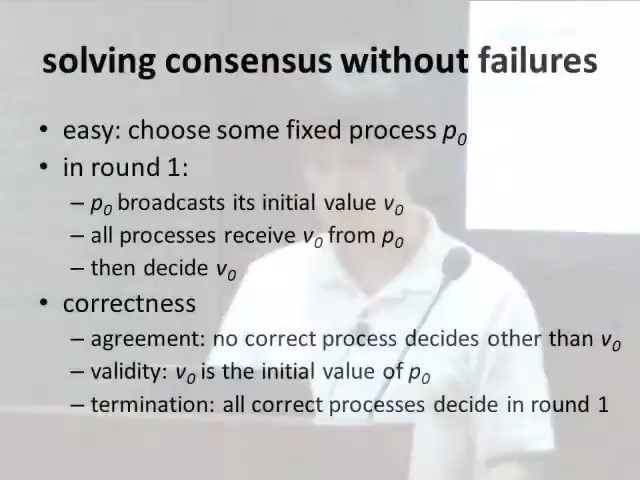 solving consensus without failures
• easy: choose some fixed process p0
• in round 1:
– p0 broadcasts its initial value v0
– all processes receive v0 from p0
– then decide v0
• correctness
– agreement: no correct process decides other than v0
– validity: v0 is the initial value of p0
– termination: all correct processes decide in round 1